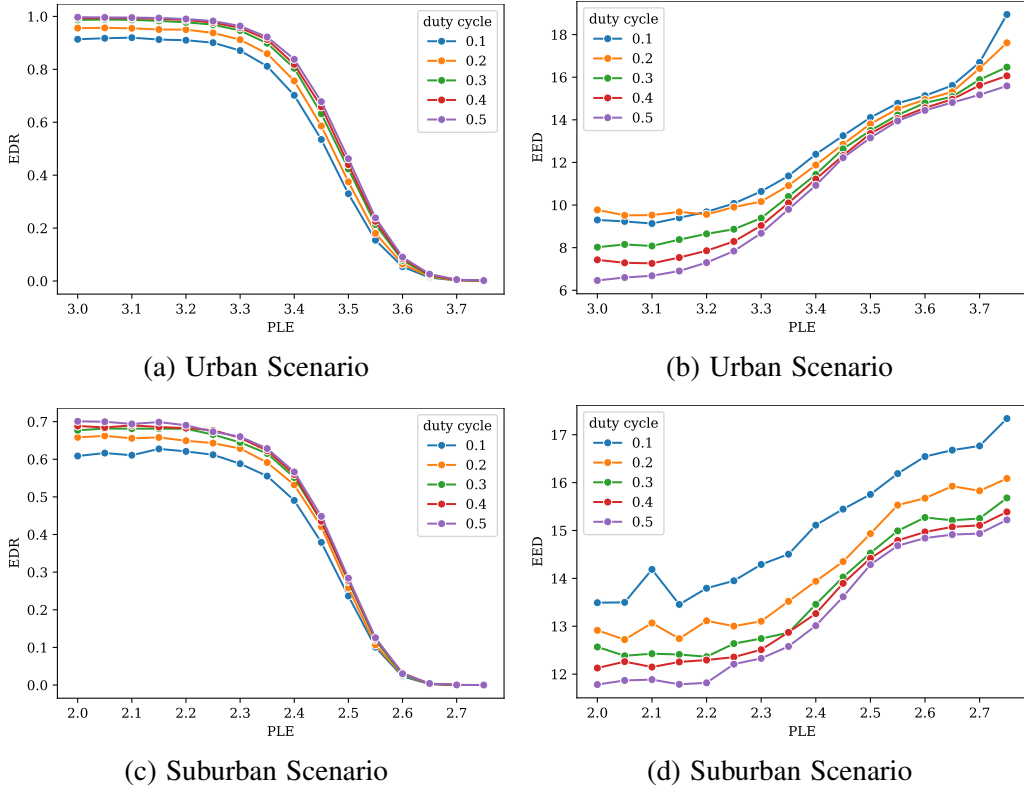 duty cycle
0.1
0.2
0.3
0.4
0.5
EDR
1.0
0.8
0.6
0.4
0.2
0.0
3.0 3.1 3.2 3.3 3.4 3.5 3.6 3.7
PLE
(a) Urban Scenario
duty cycle
0.1
0.2
0.3
0.4
0.5
EED
18
16
14
12
10
8
6
3.0 3.1 3.2 3.3 3.4 3.5 3.6 3.7
PLE
(b) Urban Scenario
duty cycle
0.1
0.2
0.3
0.4
0.5
EDR
0.7
0.6
0.5
0.4
0.3
0.2
0.1
0.0
2.0 2.1 2.2 2.3 2.4 2.5 2.6 2.7
PLE
(c) Suburban Scenario
duty cycle
0.1
0.2
0.3
0.4
0.5
EED
17
16
15
14
13
12
2.0 2.1 2.2 2.3 2.4 2.5 2.6 2.7
PLE
(d) Suburban Scenario